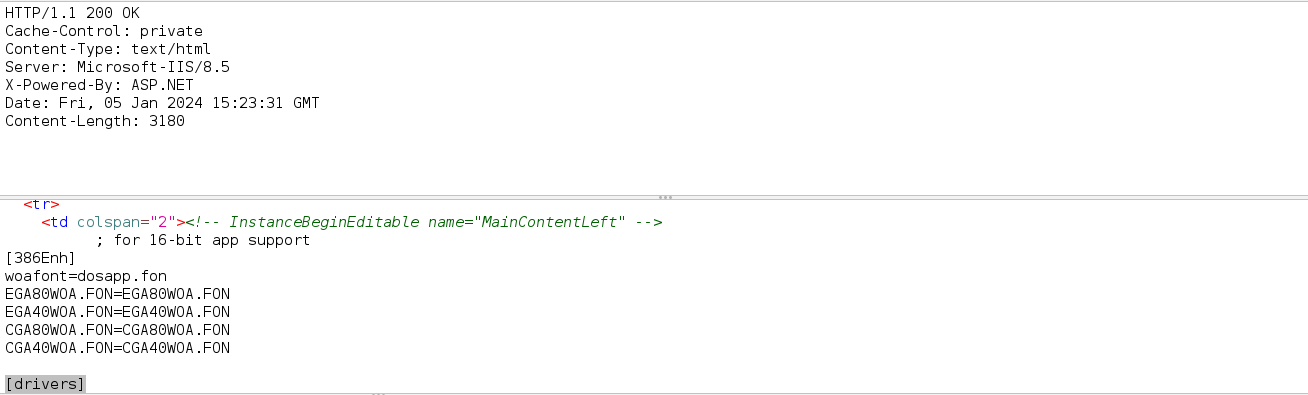 HTTP/1.1 200 OK
Cache-Control: private
Content-Type: text/html
Server: Microsoft-IIS/8.5
X-Powered-By: ASP.NET
Date: Fri, 05 Jan 2024 15:23:31 GMT
Content-Length: 3180
<tr>
<td colspan="2"><!-- InstanceBeginEditable name="MainContentLeft" -->
; for 16-bit app support
[386Enh]
woafont=dosapp.fon
EGA80WOA.FON=EGA80WOA.FON
EGA40WOA.FON=EGA40WOA.FON
CGA80WOA.FON=CGA80WOA.FON
CGA40WOA.FON=CGA40WOA.FON
[drivers]